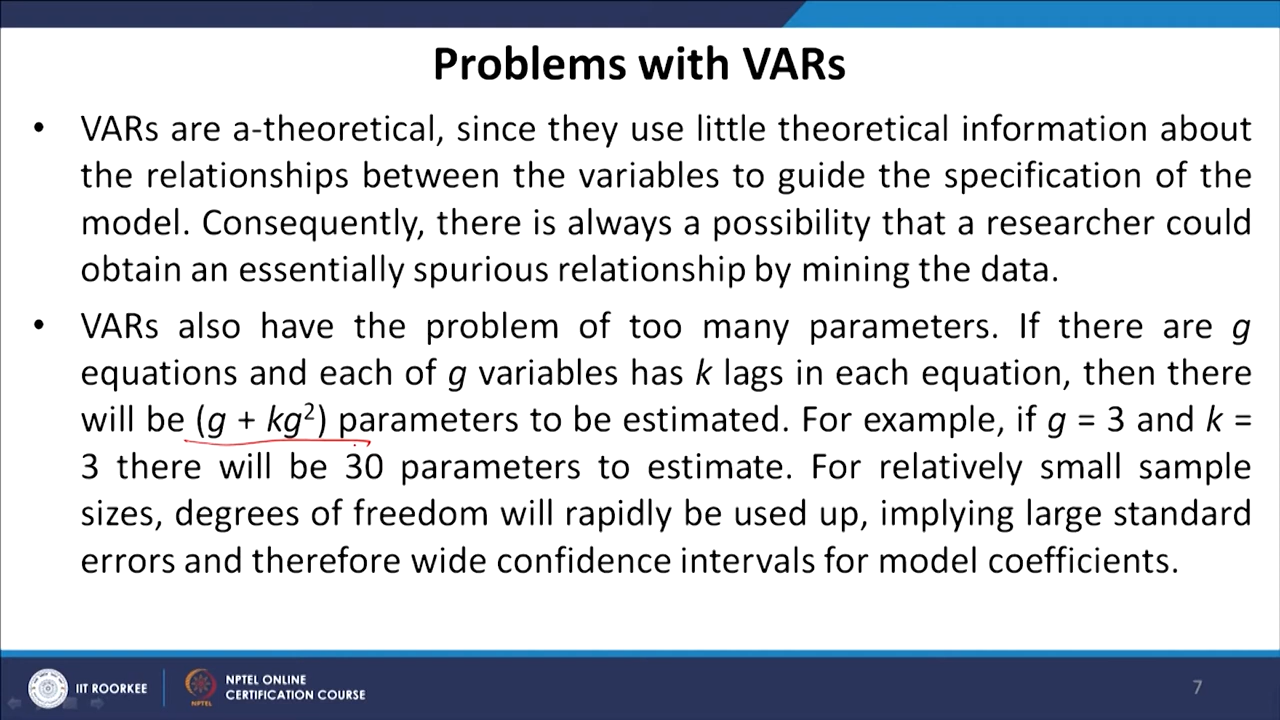 Problems with VARs
• VARs are a-theoretical, since they use little theoretical information about
the relationships between the variables to guide the specification of the
model. Consequently, there is always a possibility that a researcher could
obtain an essentially spurious relationship by mining the data.
• VARs also have the problem of too many parameters. If there are g
equations and each of g variables has k lags in each equation, then there
will be (g + kg²) parameters to be estimated. For example, if g = 3 and k =
3 there will be 30 parameters to estimate. For relatively small sample
sizes, degrees of freedom will rapidly be used up, implying large standard
errors and therefore wide confidence intervals for model coefficients.
IIT ROORKEE
NPTEL
NPTEL ONLINE
CERTIFICATION COURSE
7